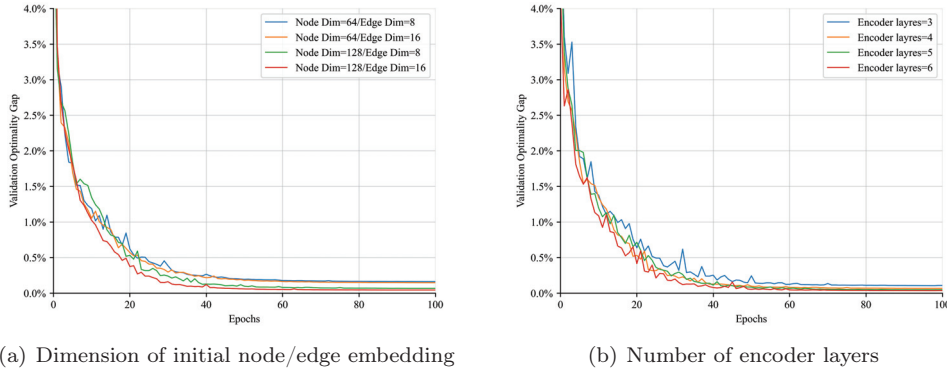 4.0%
3.5%
3.0%
2.5%
2.0%
1.5%
1.0%
0.5%
0.0%
Validation Optimality Gap
0 20 40 60 80 100
Epochs
Node Dim=64/Edge Dim=8
Node Dim=64/Edge Dim=16
Node Dim=128/Edge Dim=8
Node Dim=128/Edge Dim=16
(a) Dimension of initial node/edge embedding
4.0%
3.5%
3.0%
2.5%
2.0%
1.5%
1.0%
0.5%
0.0%
Validation Optimality Gap
0 20 40 60 80 100
Epochs
Encoder layres=3
Encoder layres=4
Encoder layres=5
Encoder layres=6
(b) Number of encoder layers